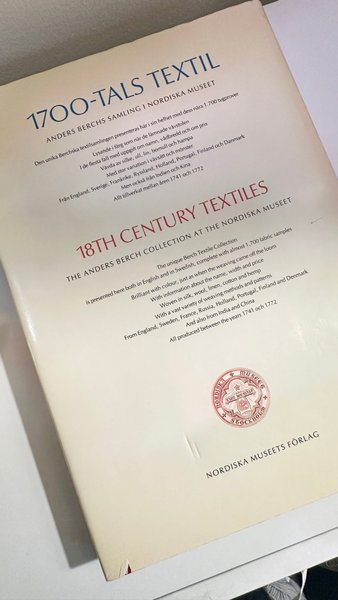 1700-TALS TEXTIL
ANDERS BERCHS SAMLING I NORDISKA MUSEET
Den unika Berchska textilsamlingen presenteras här i sin helhet med dess nära 1.700 tygprover
Lysande i färg som när de lämnade vävstolen
I de flesta fall med uppgift om namn, vådbredd och om pris
Vävda av silke, ull, lin, bomull och hampa
Med stor variation i vävsätt och mönster
Från England, Sverige, Frankrike, Ryssland, Holland, Portugal, Finland och Danmark
Men också från Indien och Kina
Allt tillverkat mellan åren 1741 och 1772
18TH CENTURY TEXTILES
THE ANDERS BERCH COLLECTION AT THE NORDISKA MUSEET
The unique Berch Textile Collection
is presented here both in English and in Swedish, complete with almost 1,700 fabric samples
Brilliant with colour, just as when the weaving came off the loom
With information about the name, width and price
Woven in silk, wool, linen, cotton and hemp
With a vast variety of weaving methods and patterns
From England, Sweden, France, Russia, Holland, Portugal, Finland and Denmark
And also from India and China
All produced between the years 1741 and 1772
NORDISKA MUSEET
STOCKHOLM
NORDISKA MUSEETS FÖRLAG